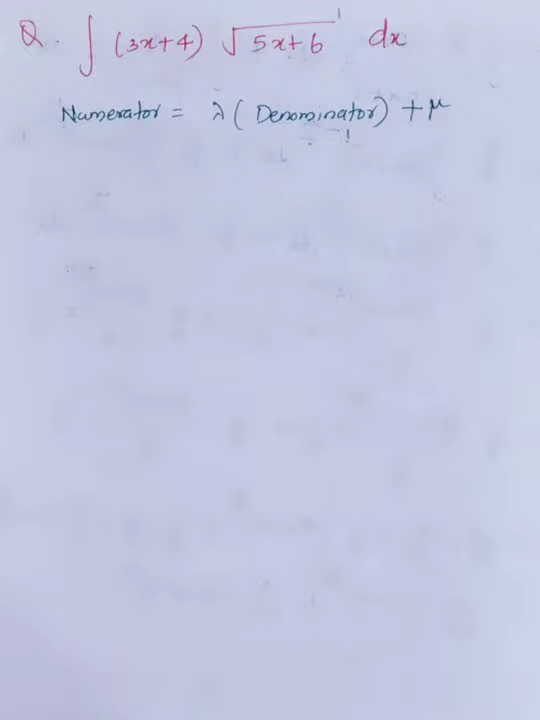 Q. ∫ (3x+4) √5x+6 dx
Numerator = λ ( Denominator) + μ